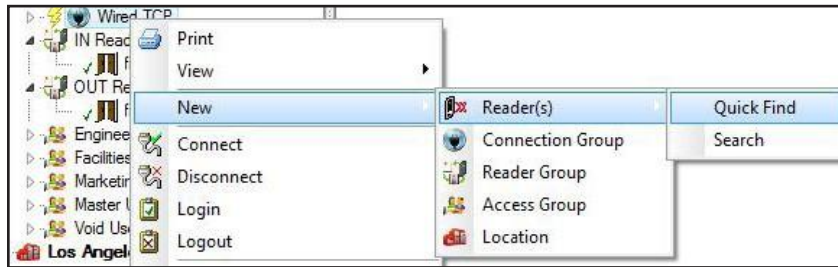 Wired TCP
IN Read
Print
View
OUT Re
New
Reader(s)
Quick Find
Enginee
Connect
Connection Group
Search
Facilities
Disconnect
Reader Group
Marketin
Master U
Login
Access Group
Void Use
Logout
Location
Los Angel